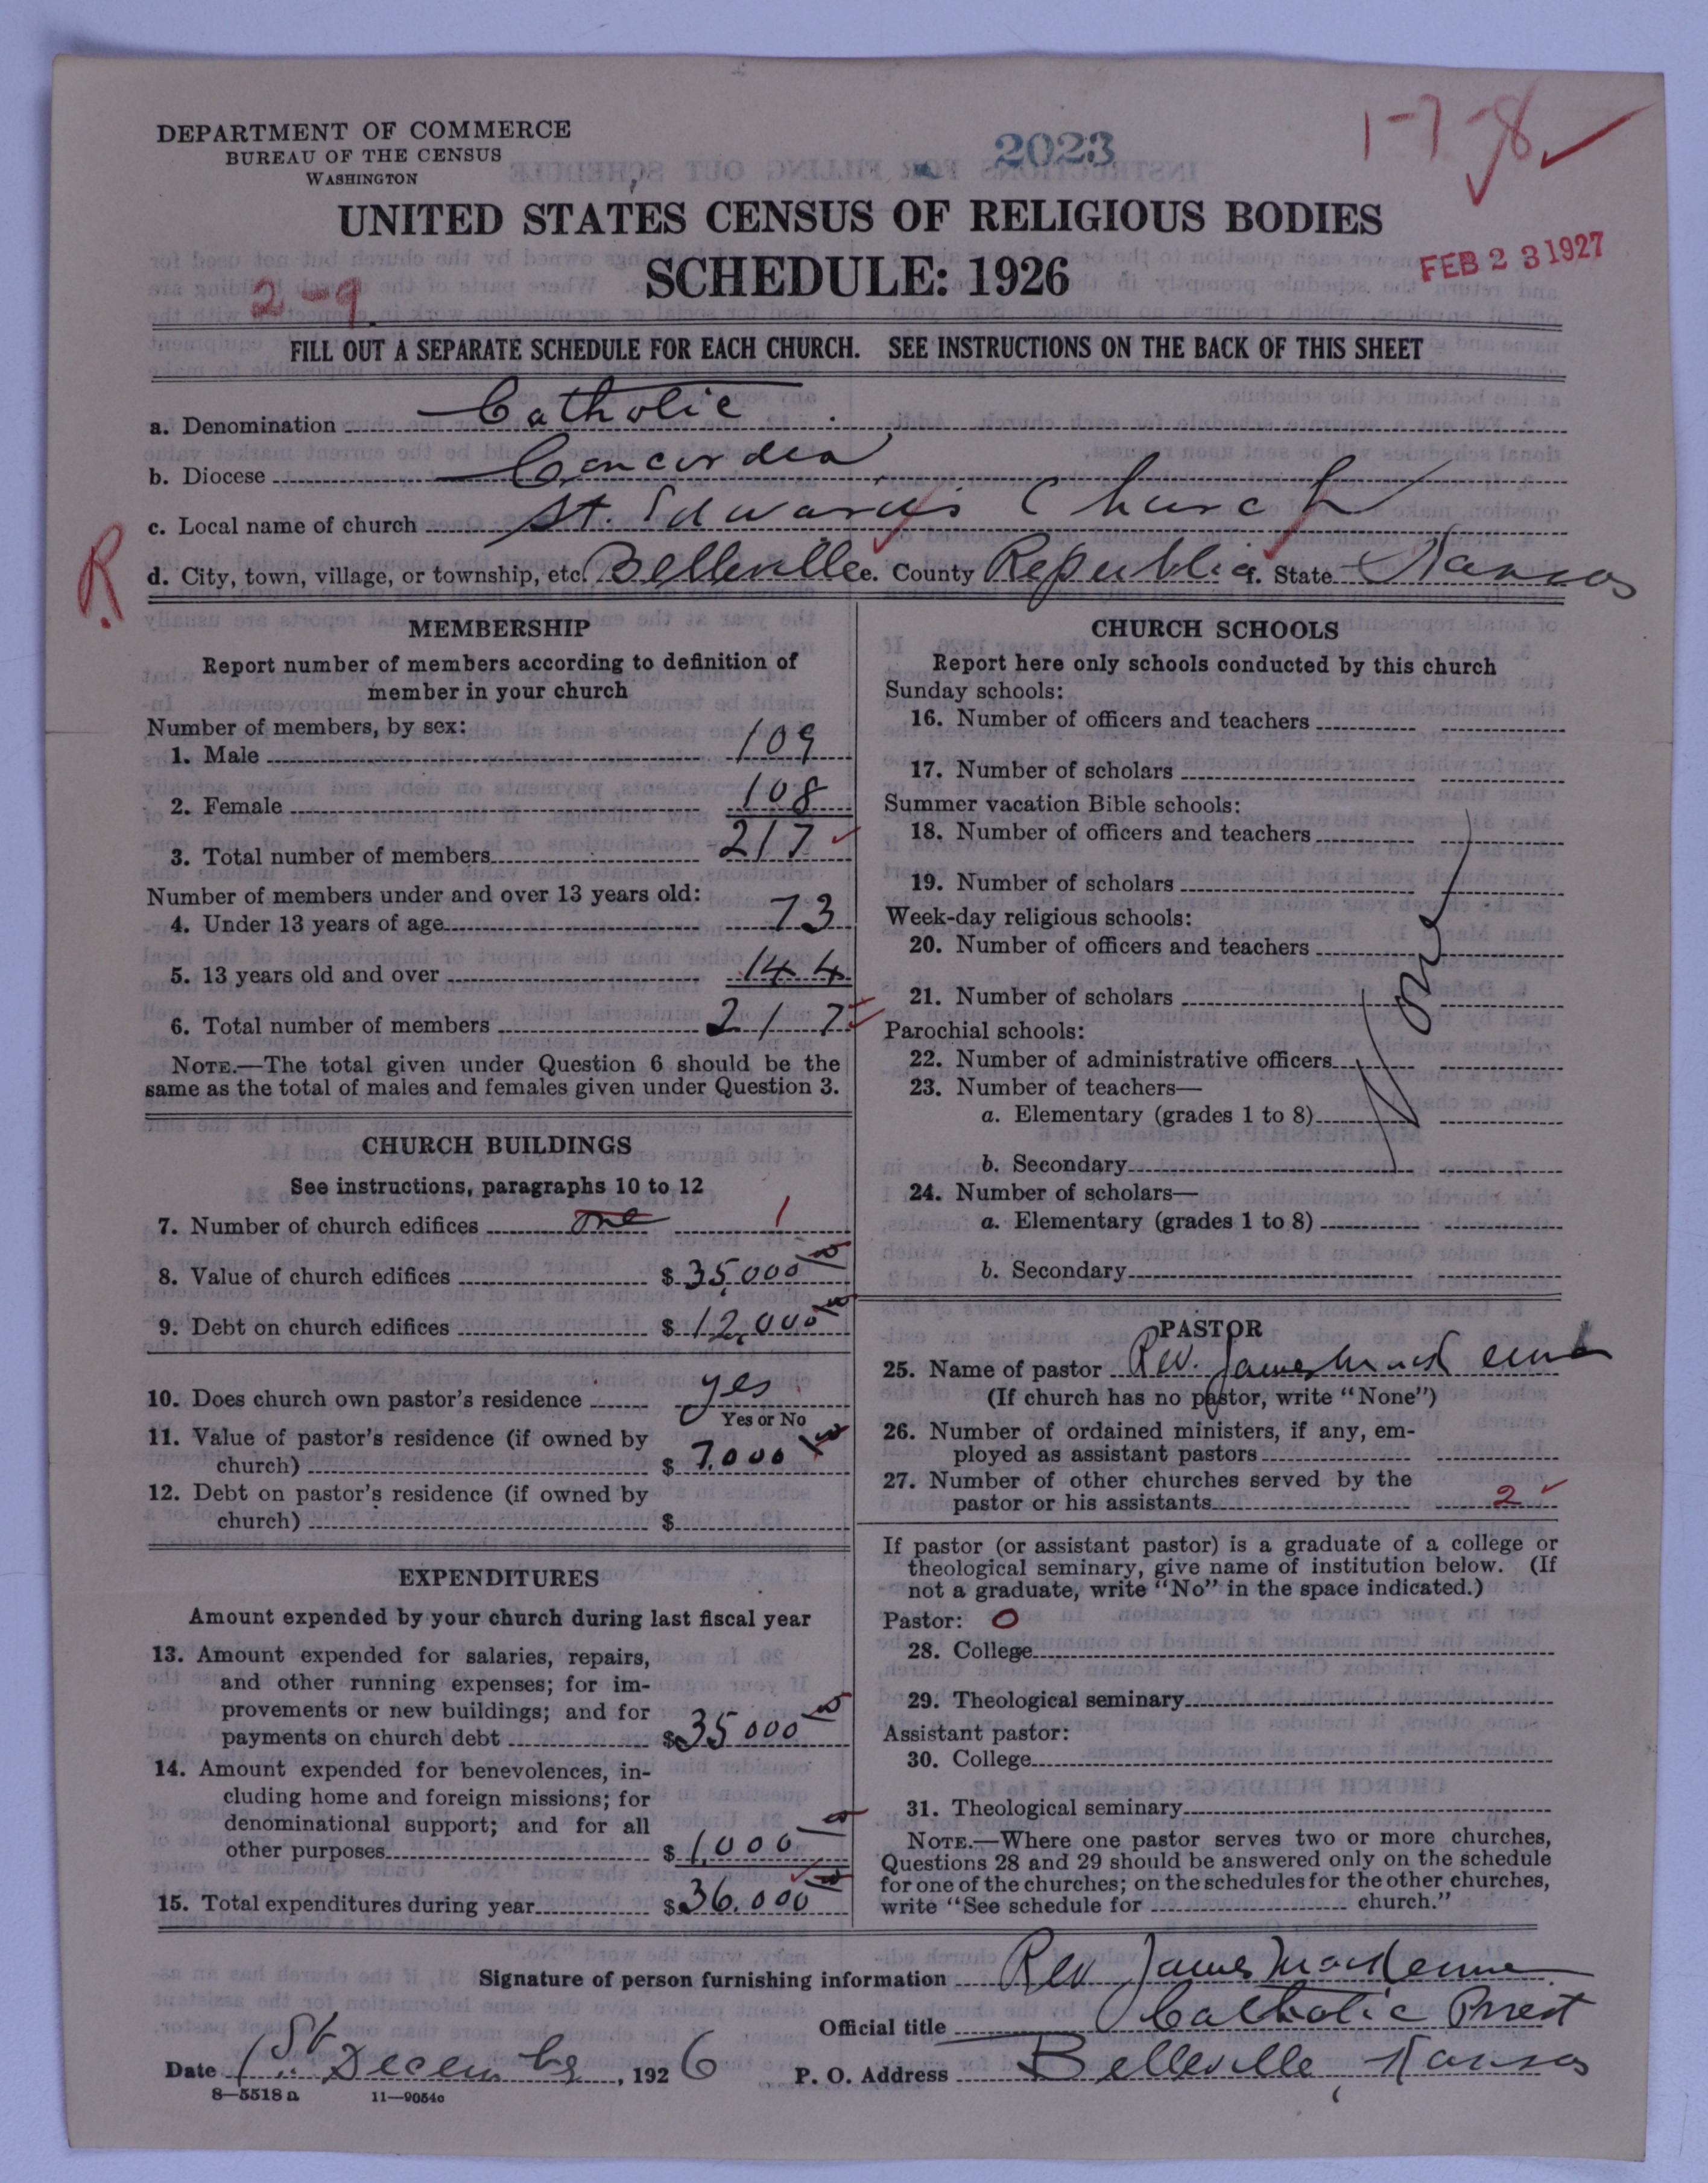 DEPARTMENT OF COMMERCE
BUREAU OF THE CENSUS
WASHINGTON
2023
1-7-8
UNITED STATES CENSUS OF RELIGIOUS BODIES
SCHEDULE: 1926
FEB 23 1927
2-9
FILL OUT A SEPARATE SCHEDULE FOR EACH CHURCH. SEE INSTRUCTIONS ON THE BACK OF THIS SHEET
a. Denomination Catholic
b. Diocese Concordia
c. Local name of church St. Edward's Church
R.
d. City, town, village, or township, etc. Belleville e. County Republic f. State Kansas
MEMBERSHIP
Report number of members according to definition of
member in your church
Number of members, by sex:
1. Male 109
2. Female 108
3. Total number of members 217
Number of members under and over 13 years old:
4. Under 13 years of age 73
5. 13 years old and over 144
6. Total number of members 217
NOTE.—The total given under Question 6 should be the
same as the total of males and females given under Question 3.
CHURCH BUILDINGS
See instructions, paragraphs 10 to 12
7. Number of church edifices one 1
8. Value of church edifices $ 35,000
9. Debt on church edifices $ 12,000
10. Does church own pastor's residence yes
Yes or No
11. Value of pastor's residence (if owned by
church) $ 7,000
12. Debt on pastor's residence (if owned by
church) $
EXPENDITURES
Amount expended by your church during last fiscal year
13. Amount expended for salaries, repairs,
and other running expenses; for im-
provements or new buildings; and for
payments on church debt $ 35000
14. Amount expended for benevolences, in-
cluding home and foreign missions; for
denominational support; and for all
other purposes $ 1,000
15. Total expenditures during year $ 36.000
CHURCH SCHOOLS
Report here only schools conducted by this church
Sunday schools:
16. Number of officers and teachers
17. Number of scholars
Summer vacation Bible schools:
18. Number of officers and teachers
19. Number of scholars
Week-day religious schools:
20. Number of officers and teachers
21. Number of scholars
None
Parochial schools:
22. Number of administrative officers
23. Number of teachers—
a. Elementary (grades 1 to 8)
b. Secondary
24. Number of scholars—
a. Elementary (grades 1 to 8)
b. Secondary
PASTOR
25. Name of pastor Rev. James MacKenna
(If church has no pastor, write "None")
26. Number of ordained ministers, if any, em-
ployed as assistant pastors
27. Number of other churches served by the
pastor or his assistants 2
If pastor (or assistant pastor) is a graduate of a college or
theological seminary, give name of institution below. (If
not a graduate, write "No" in the space indicated.)
Pastor: O
28. College
29. Theological seminary
Assistant pastor:
30. College
31. Theological seminary
NOTE.—Where one pastor serves two or more churches,
Questions 28 and 29 should be answered only on the schedule
for one of the churches; on the schedules for the other churches,
write "See schedule for church."
Signature of person furnishing information Rev James MacKenna
Official title Catholic Priest
Date 1st December, 1926 P. O. Address Belleville, Kansas
8—5518 a 11—9054c